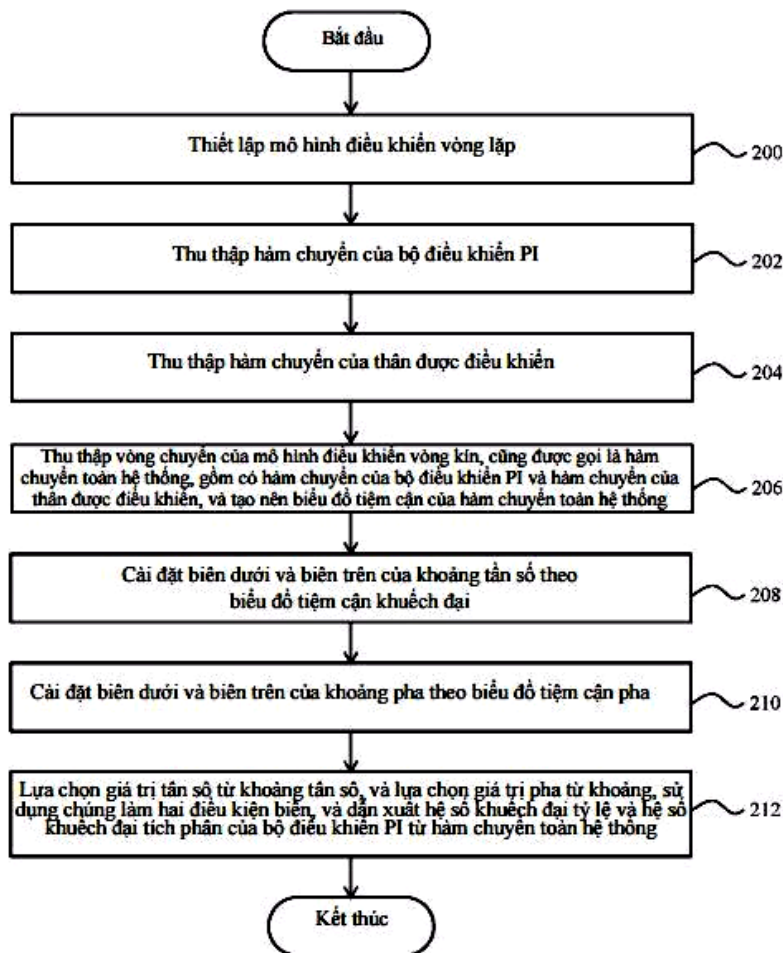 Bắt đầu
Thiết lập mô hình điều khiển vòng lặp
200
Thu thập hàm chuyển của bộ điều khiển PI
202
Thu thập hàm chuyển của thân được điều khiển
204
Thu thập vòng chuyển của mô hình điều khiển vòng kín, cũng được gọi là hàm
chuyển toàn hệ thống, gồm có hàm chuyển của bộ điều khiển PI và hàm chuyển của
thân được điều khiển, và tạo nên biểu đồ tiệm cận của hàm chuyển toàn hệ thống
206
Cài đặt biên dưới và biên trên của khoảng tần số theo
biểu đồ tiệm cận khuếch đại
208
Cài đặt biên dưới và biên trên của khoảng pha theo biểu đồ tiệm cận pha
210
Lựa chọn giá trị tần số từ khoảng tần số, và lựa chọn giá trị pha từ khoảng, sử
dụng chúng làm hai điều kiện biên, và dẫn xuất hệ số khuếch đại tỷ lệ và hệ số
khuếch đại tích phân của bộ điều khiển PI từ hàm chuyển toàn hệ thống
212
Kết thúc